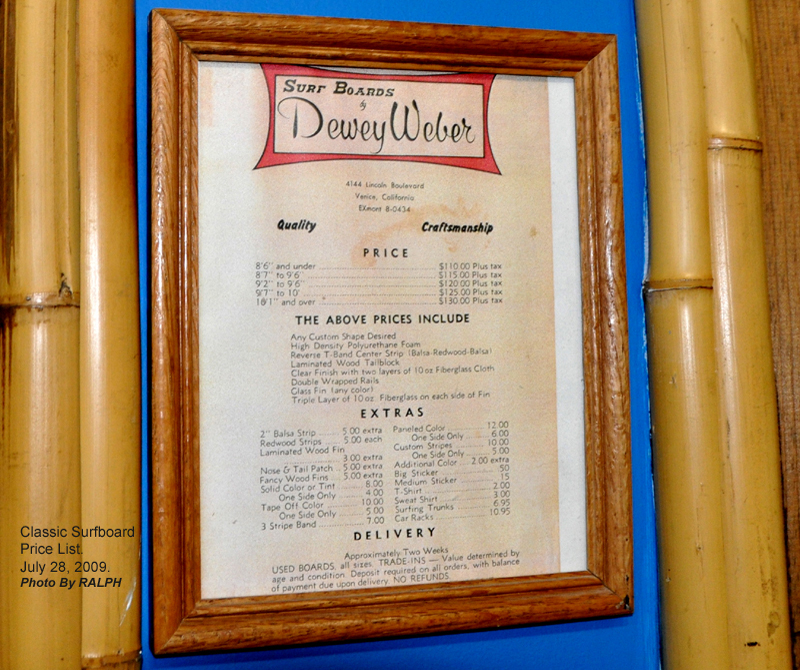 Surf Boards
by
Dewey Weber
4144 Lincoln Boulevard
Venice, California
EXmont 8-0434
Quality Craftsmanship
PRICE
8'6" and under $110.00 Plus tax
8'7" to 9'6" $115.00 Plus tax
9'2" to 9'6" $120.00 Plus tax
9'7" to 10' $125.00 Plus tax
10'1" and over $130.00 Plus tax
THE ABOVE PRICES INCLUDE
Any Custom Shape Desired
High Density Polyurethane Foam
Reverse T-Band Center Strip (Balsa-Redwood-Balsa)
Laminated Wood Tailblock
Clear Finish with two layers of 10 oz Fiberglass Cloth
Double Wrapped Rails
Glass Fin (any color)
Triple Layer of 10 oz. Fiberglass on each side of Fin
EXTRAS
2" Balsa Strip 5.00 extra
Redwood Strips 5.00 each
Laminated Wood Fin
3.00 extra
Nose & Tail Patch 5.00 extra
Fancy Wood Fins 5.00 extra
Solid Color or Tint 8.00
One Side Only 4.00
Tape Off Color 10.00
One Side Only 5.00
3 Stripe Band 7.00
Paneled Color 12.00
One Side Only 6.00
Custom Stripes 10.00
One Side Only 5.00
Additional Color 2.00 extra
Big Sticker .50
Medium Sticker .15
T-Shirt 2.00
Sweat Shirt 3.00
Surfing Trunks 6.95
Car Racks 10.95
DELIVERY
Approximately Two Weeks
USED BOARDS, all sizes. TRADE-INS — Value determined by
age and condition. Deposit required on all orders, with balance
of payment due upon delivery. NO REFUNDS.
Classic Surfboard
Price List.
July 28, 2009.
Photo By RALPH